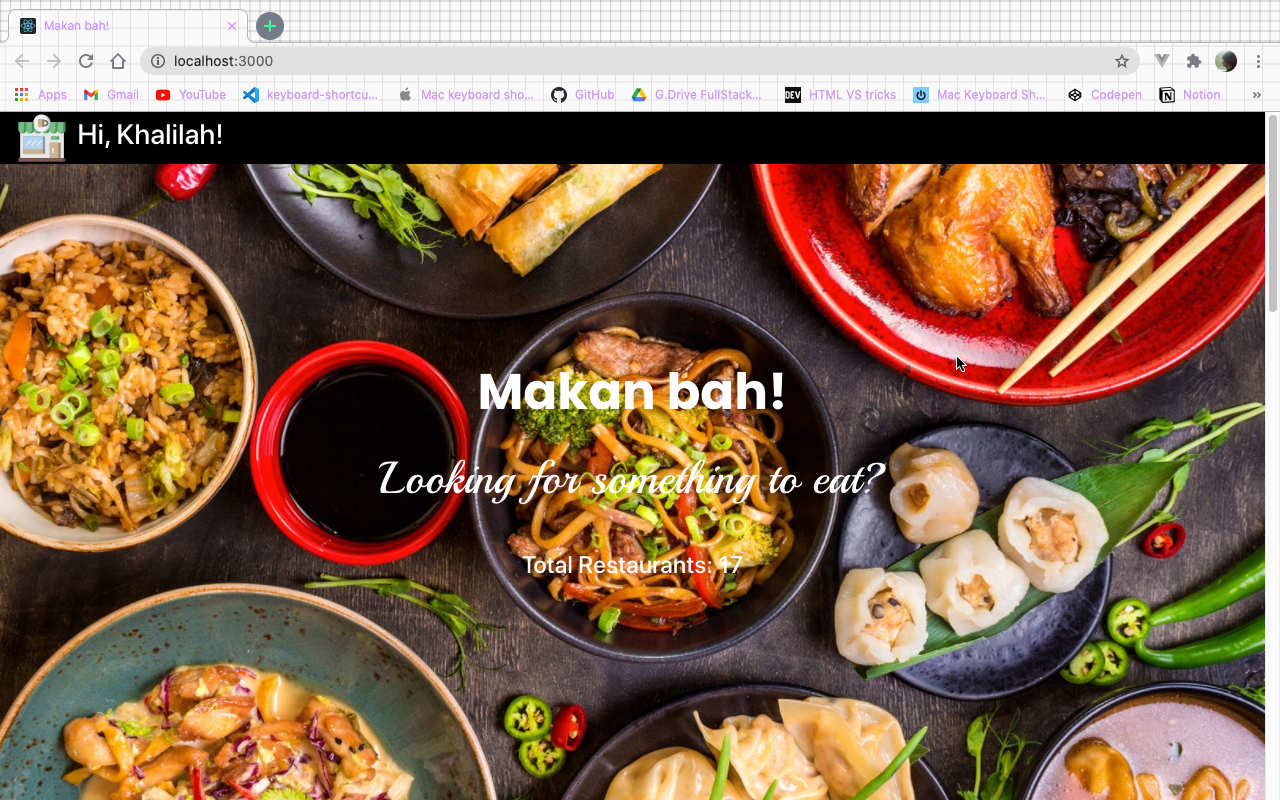 Makan bah!
localhost:3000
Apps
Gmail
YouTube
keyboard-shortcu...
Mac keyboard sho...
GitHub
G.Drive FullStack...
DEV
HTML VS tricks
Mac Keyboard Sh...
Codepen
Notion
»
Hi, Khalilah!
Makan bah!
Looking for something to eat?
Total Restaurants: 17